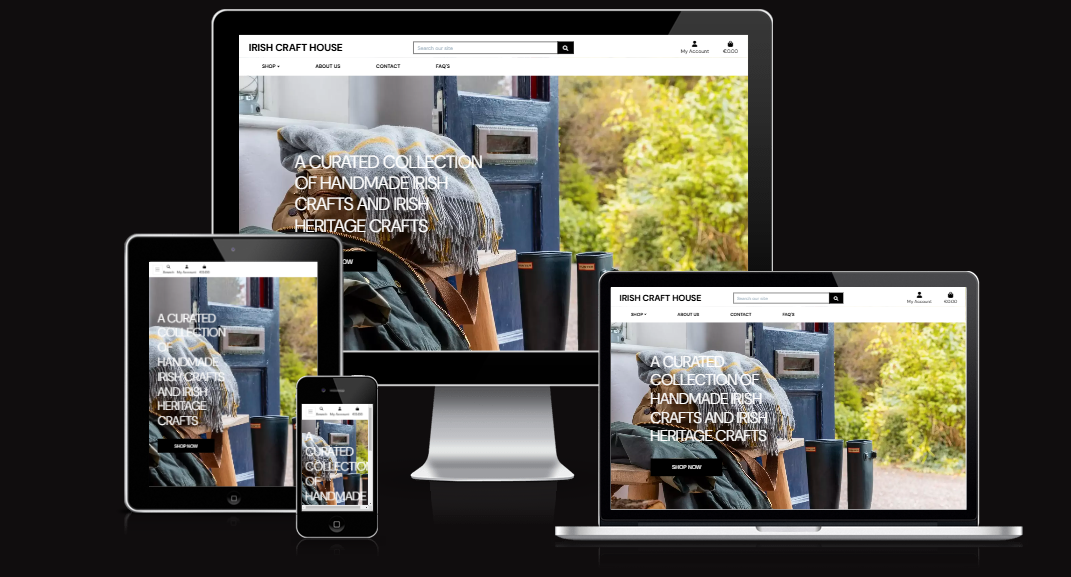 IRISH CRAFT HOUSE
Search our site
My Account
€0.00
SHOP
ABOUT US
CONTACT
FAQ'S
A CURATED COLLECTION
OF HANDMADE IRISH
CRAFTS AND IRISH
HERITAGE CRAFTS
OW
Search
My Account
€0.00
A CURATED
COLLECTION
OF
HANDMADE
IRISH CRAFTS
AND IRISH
HERITAGE
CRAFTS
SHOP NOW
Search
My Account
€0.00
A
CURATED
COLLECTION
OF
HANDMADE
IRISH CRAFT HOUSE
Search our site
My Account
€0.00
SHOP
ABOUT US
CONTACT
FAQ'S
A CURATED
COLLECTION OF
HANDMADE IRISH
CRAFTS AND IRISH
HERITAGE CRAFTS
SHOP NOW